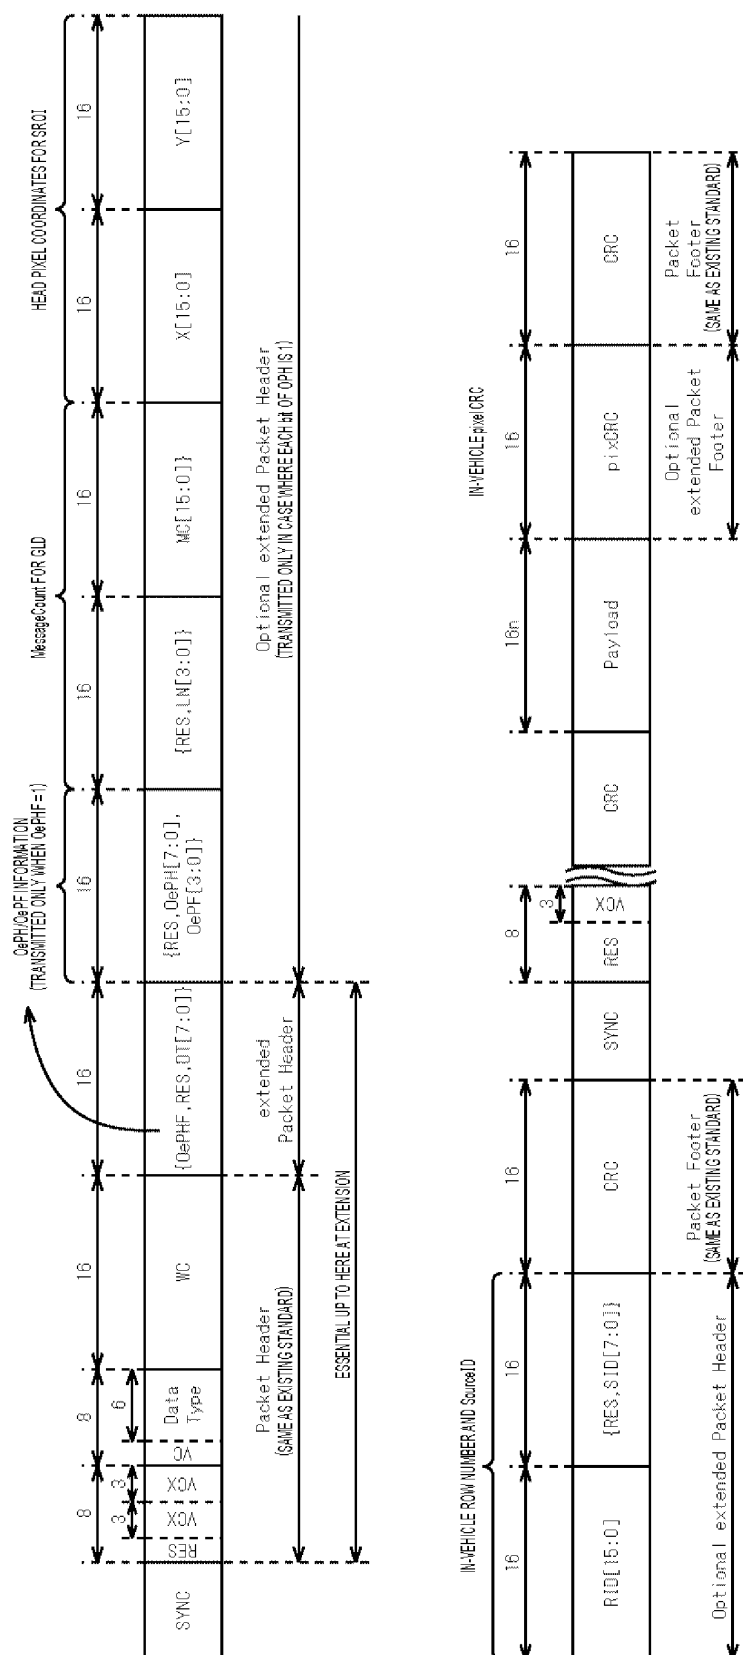 OePH/OePF INFORMATION
(TRANSMITTED ONLY WHEN OePHF=1)
MessageCount FOR GLD
HEAD PIXEL COORDINATES FOR SROI
8
8
16
16
16
16
16
16
16
3
3
6
SYNC
RES
VCX
VCX
VC
Data
Type
WC
{OePHF,RES,DT[7:0]}
{RES,OePH[7:0],
OePF[3:0]}
{RES,LN[3:0]}
MC[15:0]}
X[15:0]
Y[15:0]
Packet Header
(SAME AS EXISTING STANDARD)
extended
Packet Header
Optional extended Packet Header
(TRANSMITTED ONLY IN CASE WHERE EACH bit OF OPH IS 1)
ESSENTIAL UP TO HERE AT EXTENSION
IN-VEHICLE ROW NUMBER AND SourceID
IN-VEHICLE pixelCRC
16
16
16
8
3
16n
16
16
RID[15:0]
{RES,SID[7:0]}
CRC
SYNC
RES
VCX
CRC
Payload
pixCRC
CRC
Optional extended Packet Header
Packet Footer
(SAME AS EXISTING STANDARD)
Optional
extended Packet
Footer
Packet
Footer
(SAME AS EXISTING STANDARD)